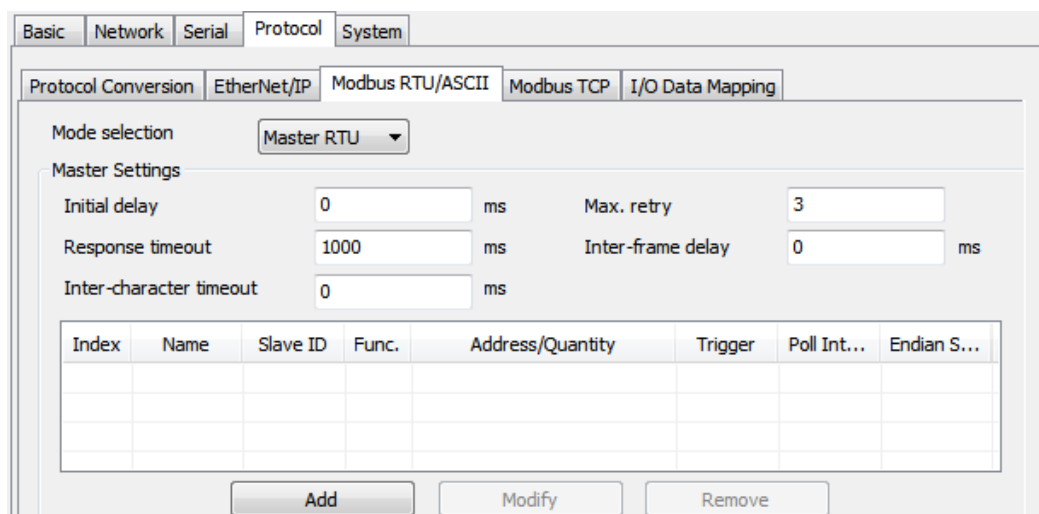 Basic Network Serial Protocol System
Protocol Conversion EtherNet/IP Modbus RTU/ASCII Modbus TCP I/O Data Mapping
Mode selection Master RTU
Master Settings
Initial delay 0 ms Max. retry 3
Response timeout 1000 ms Inter-frame delay 0 ms
Inter-character timeout 0 ms
Index Name Slave ID Func. Address/Quantity Trigger Poll Int... Endian S...
Add Modify Remove